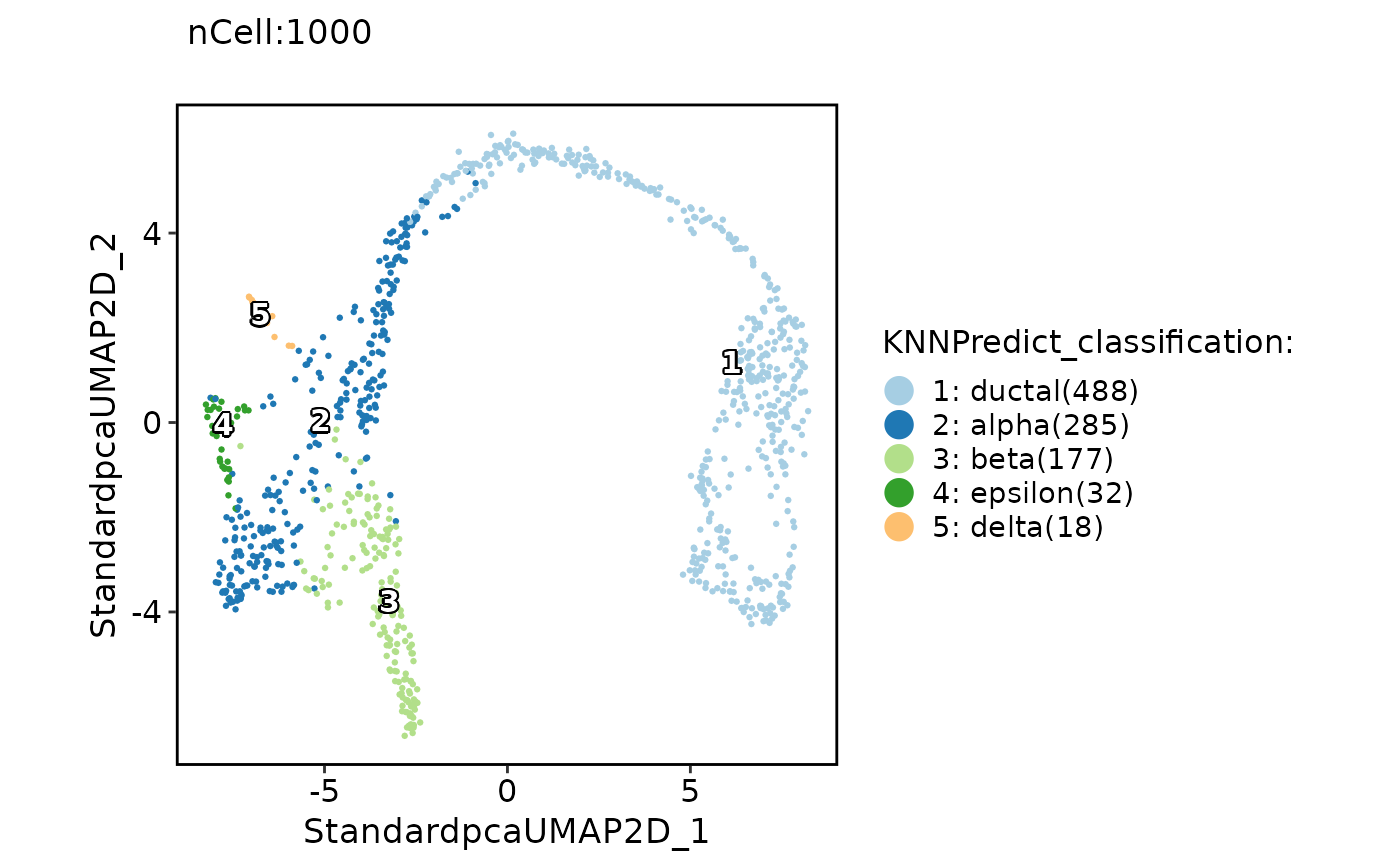 nCell:1000
StandardpcaUMAP2D_2
4
0
-4
5
1
4
2
3
-5
0
5
StandardpcaUMAP2D_1
KNNPredict_classification:
1: ductal(488)
2: alpha(285)
3: beta(177)
4: epsilon(32)
5: delta(18)